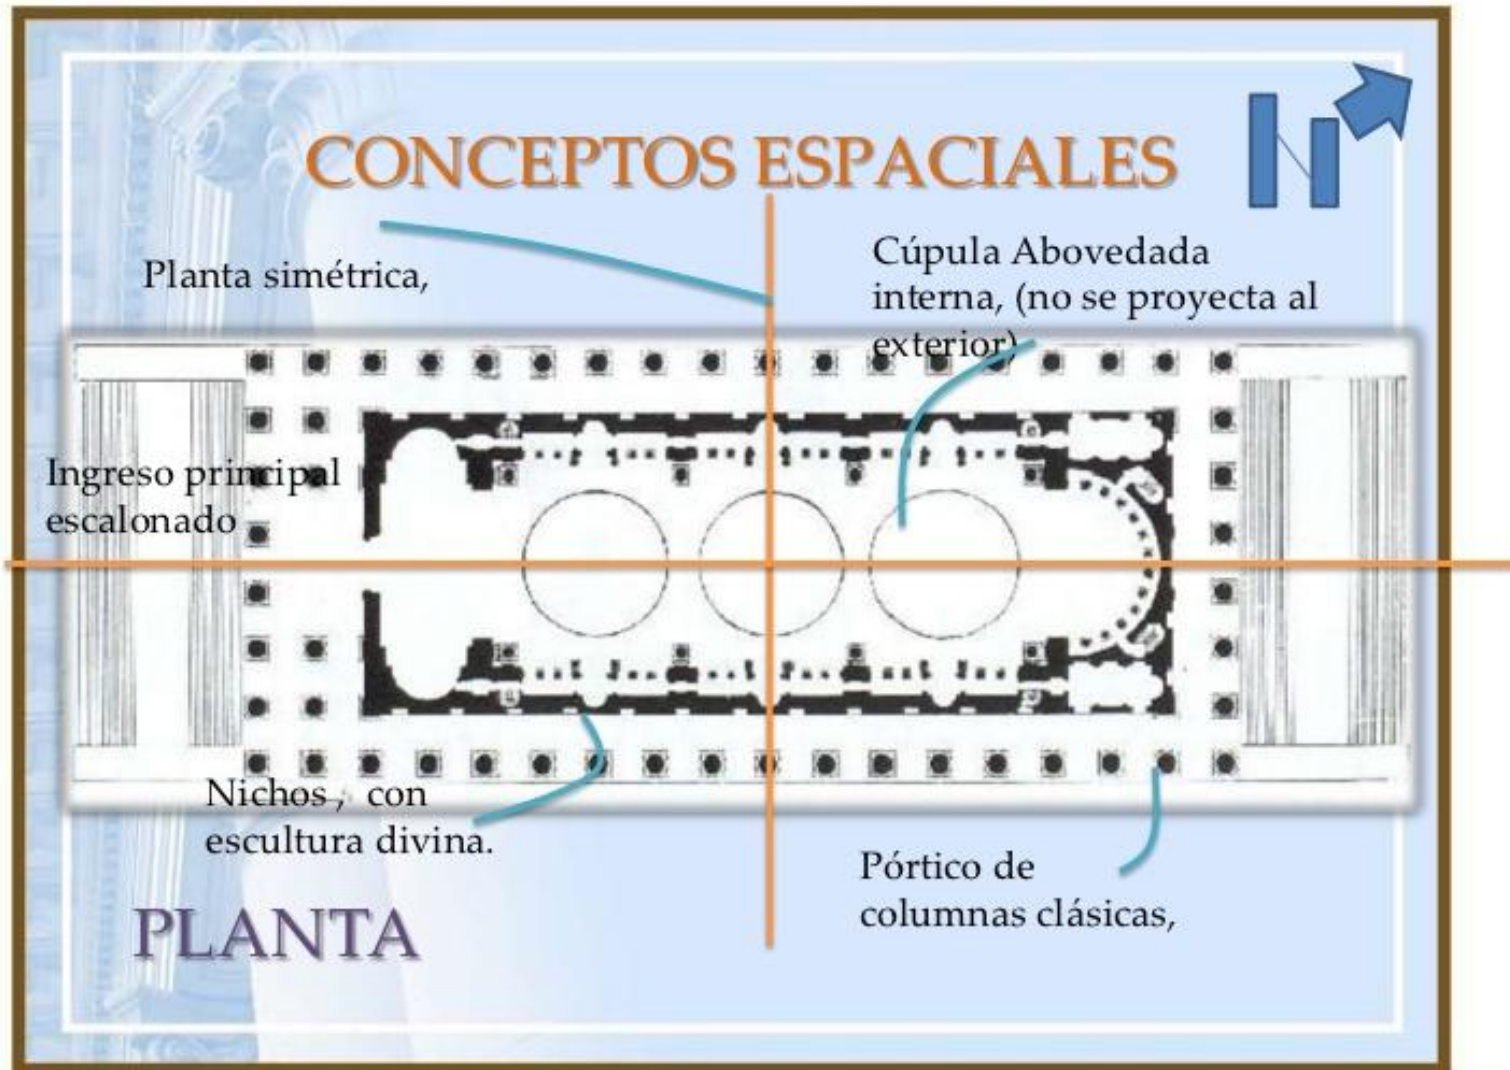 CONCEPTOS ESPACIALES
N
Planta simétrica,
Cúpula Abovedada
interna, (no se proyecta al
exterior)
Ingreso principal
escalonado
Nichos , con
escultura divina.
Pórtico de
columnas clásicas,
PLANTA